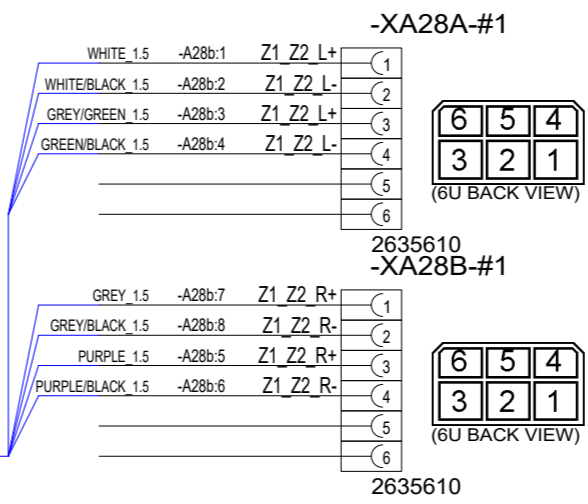 -XA28A-#1
WHITE_1.5 -A28b:1 Z1_Z2_L+ 1
WHITE/BLACK_1.5 -A28b:2 Z1_Z2_L- 2
GREY/GREEN_1.5 -A28b:3 Z1_Z2_L+ 3
GREEN/BLACK_1.5 -A28b:4 Z1_Z2_L- 4
5
6
6 5 4
3 2 1
(6U BACK VIEW)
2635610
-XA28B-#1
GREY_1.5 -A28b:7 Z1_Z2_R+ 1
GREY/BLACK_1.5 -A28b:8 Z1_Z2_R- 2
PURPLE_1.5 -A28b:5 Z1_Z2_R+ 3
PURPLE/BLACK_1.5 -A28b:6 Z1_Z2_R- 4
5
6
6 5 4
3 2 1
(6U BACK VIEW)
2635610